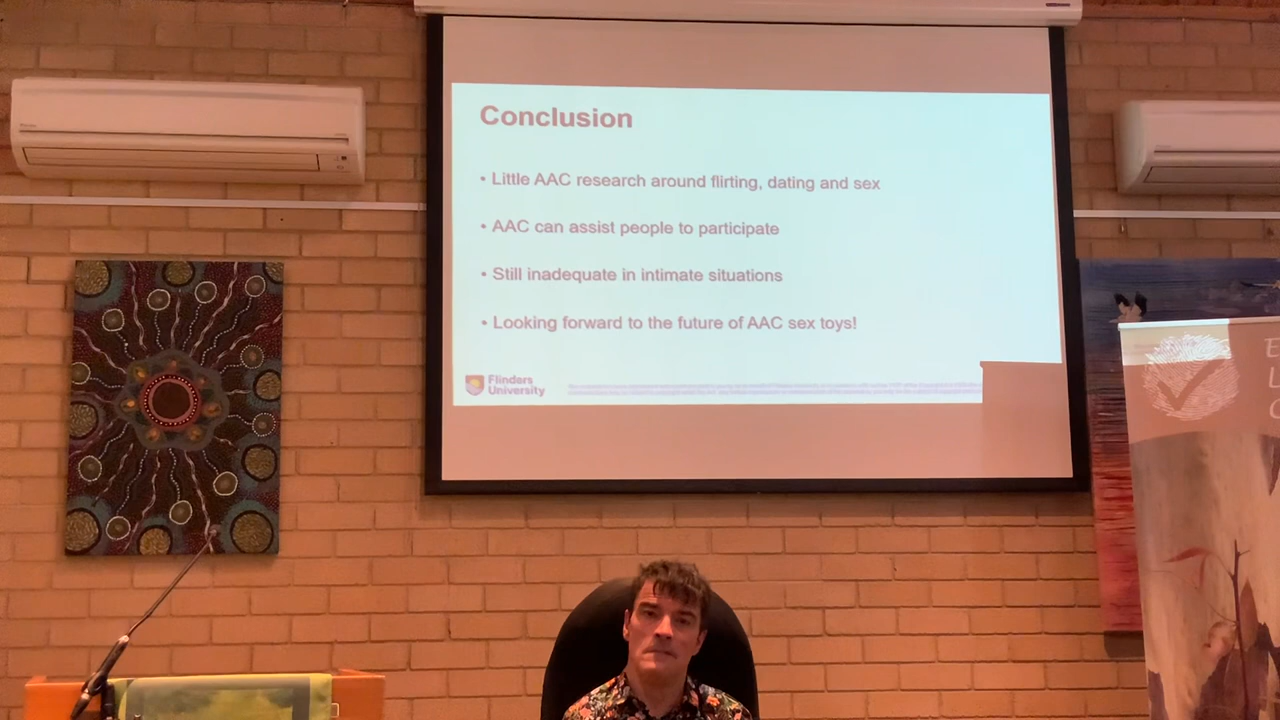 Conclusion
• Little AAC research around flirting, dating and sex
• AAC can assist people to participate
• Still inadequate in intimate situations
• Looking forward to the future of AAC sex toys!
Flinders
University
E
L